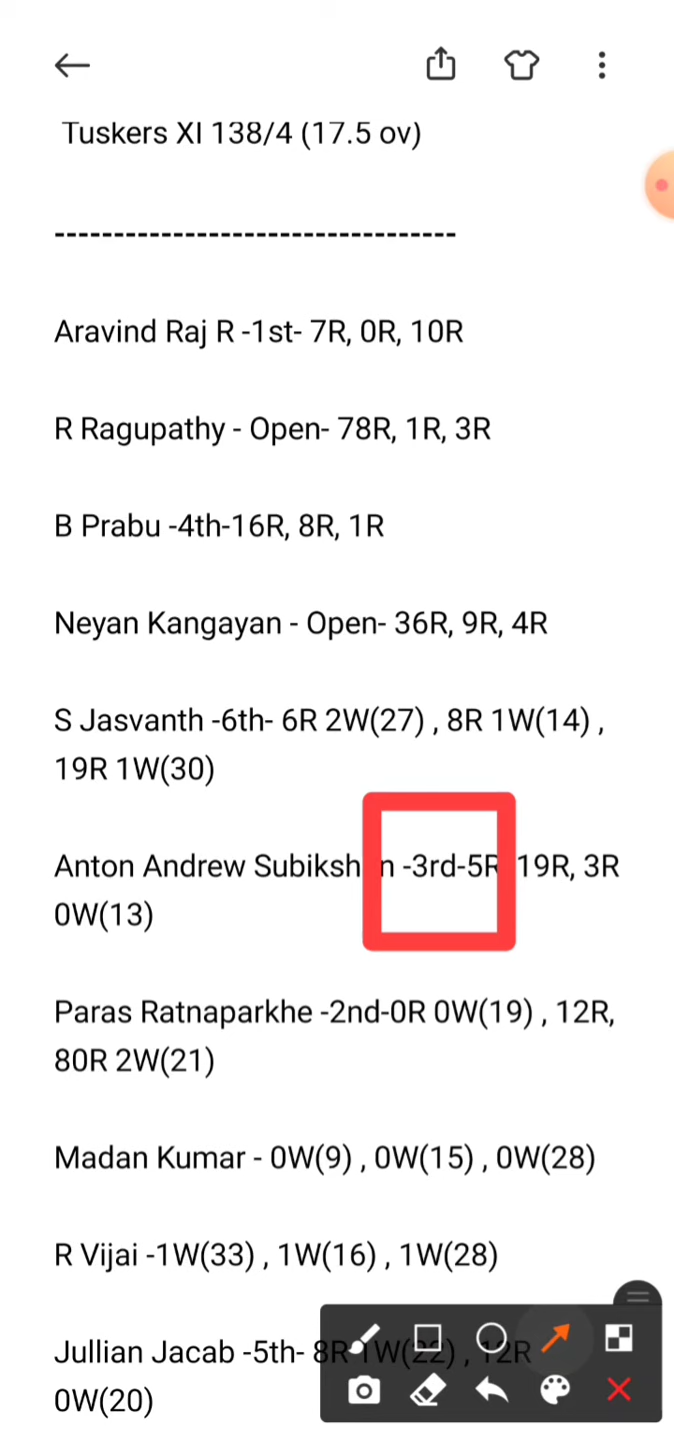 Tuskers XI 138/4 (17.5 ov)
---------------------------------
Aravind Raj R -1st- 7R, 0R, 10R
R Ragupathy - Open- 78R, 1R, 3R
B Prabu -4th-16R, 8R, 1R
Neyan Kangayan - Open- 36R, 9R, 4R
S Jasvanth -6th- 6R 2W(27) , 8R 1W(14) ,
19R 1W(30)
Anton Andrew Subikshan -3rd-5R, 19R, 3R
0W(13)
Paras Ratnaparkhe -2nd-0R 0W(19) , 12R,
80R 2W(21)
Madan Kumar - 0W(9) , 0W(15) , 0W(28)
R Vijai -1W(33) , 1W(16) , 1W(28)
Jullian Jacab -5th- 8R 1W(22) , 12R
0W(20)